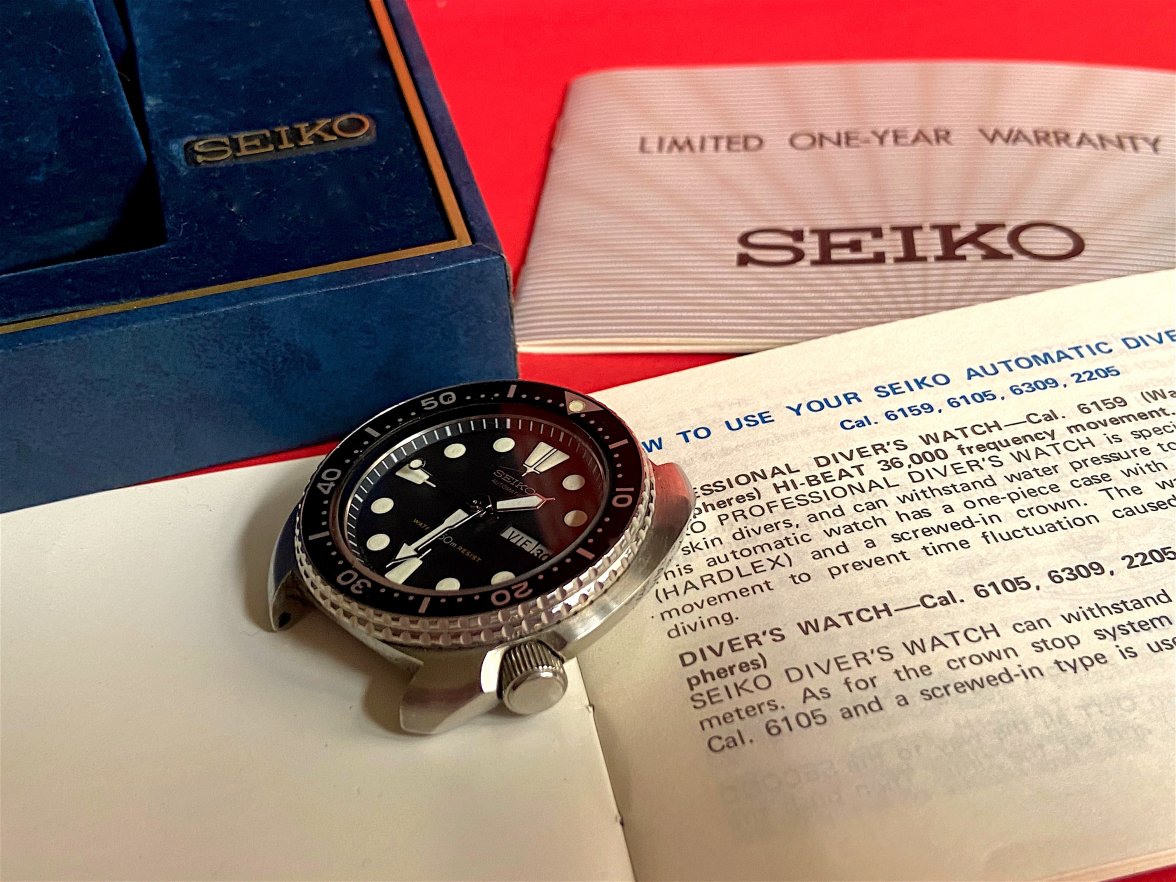 SEIKO
LIMITED ONE-YEAR WARRANTY
SEIKO
W TO USE YOUR SEIKO AUTOMATIC DIVE
Cal. 6159, 6105, 6309, 2205
ESSIONAL DIVER'S WATCH—Cal. 6159 (W
pheres) HI-BEAT 36,000 frequency movement
O PROFESSIONAL DIVER'S WATCH is spec
skin divers, and can withstand water pressure to
his automatic watch has a one-piece case with
(HARDLEX) and a screwed-in crown. The w
movement to prevent time fluctuation cause
diving.
DIVER'S WATCH—Cal. 6105, 6309, 2205
pheres)
SEIKO DIVER'S WATCH can withstand
meters. As for the crown stop system
Cal. 6105 and a screwed-in type is use
50
10
20
30
40
SEIKO
AUTOMATIC
RESIST